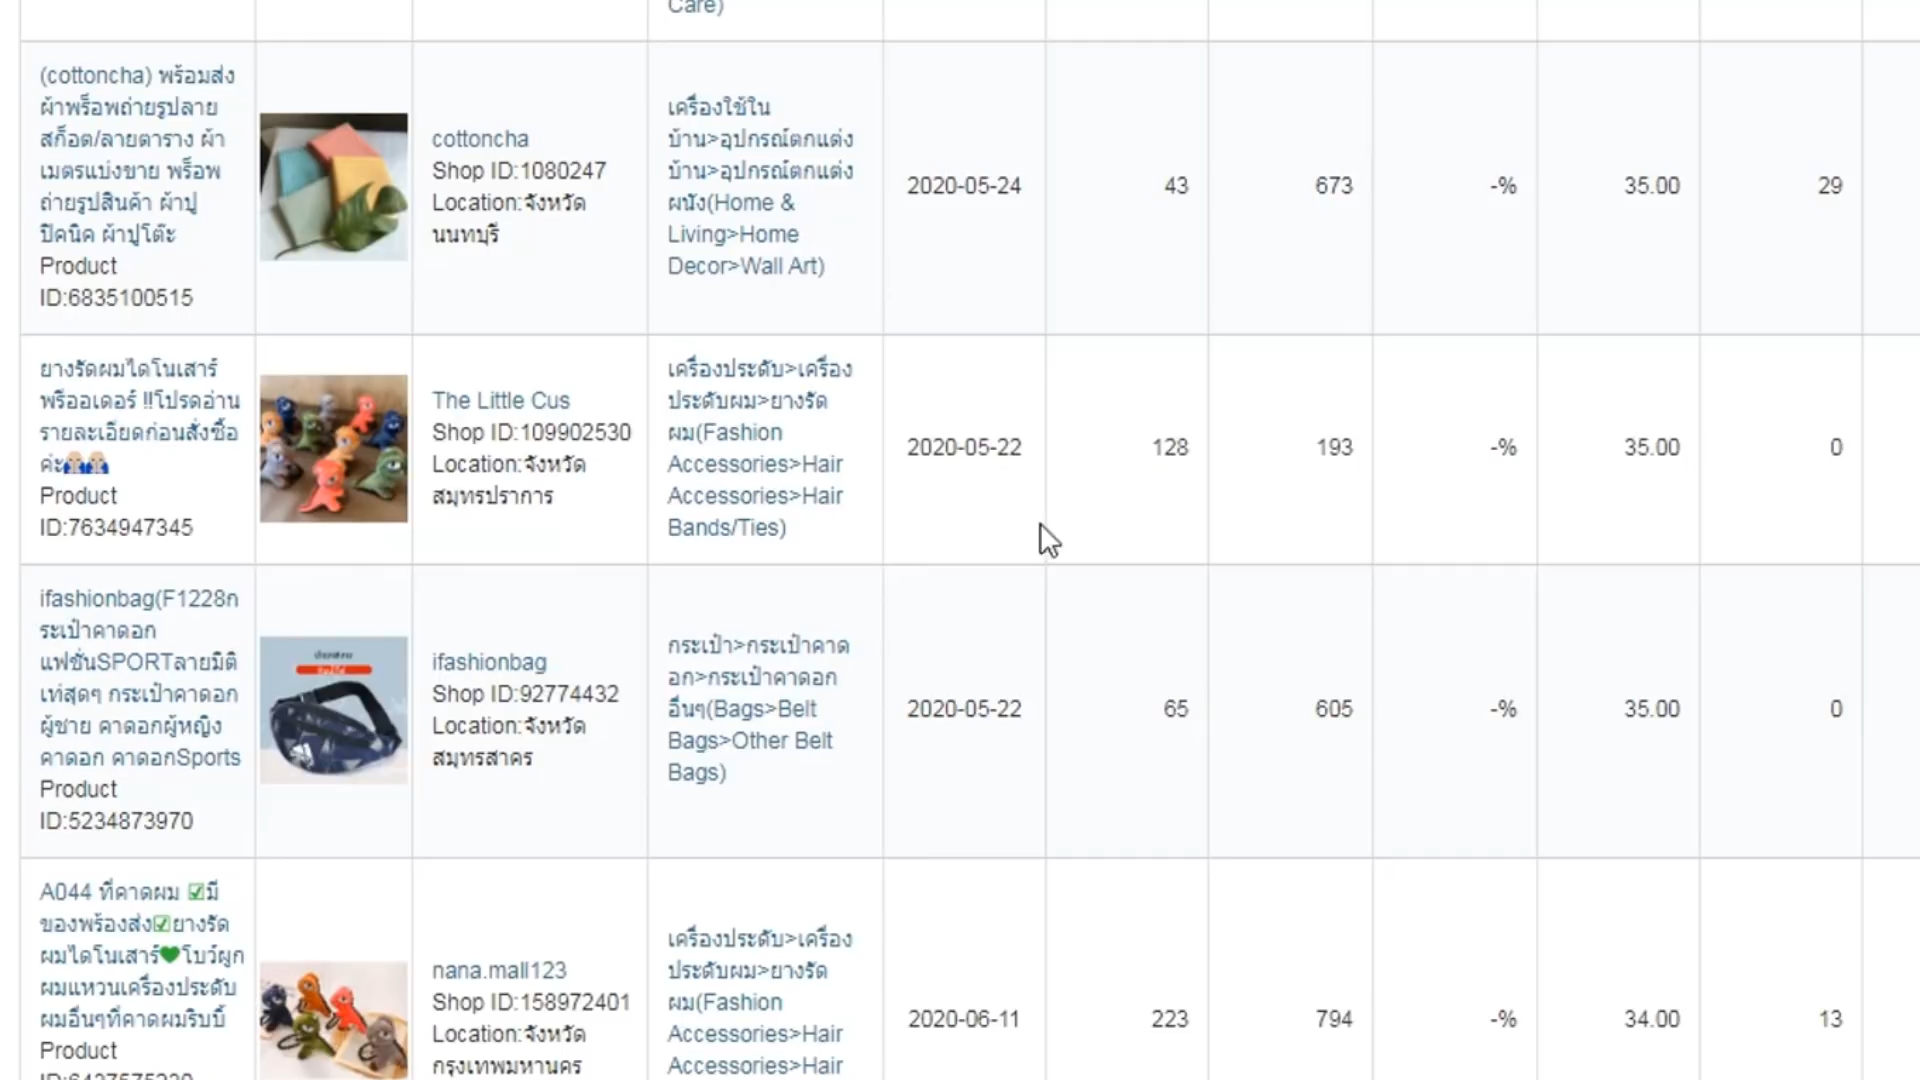 Care)
(cottoncha) พร้อมส่ง
ผ้าพร็อพถ่ายรูปลาย
สก็อต/ลายตาราง ผ้า
เมตรแบ่งขาย พร็อพ
ถ่ายรูปสินค้า ผ้าปู
ปิคนิค ผ้าปูโต๊ะ
Product
ID:6835100515
cottoncha
Shop ID:1080247
Location:จังหวัด
นนทบุรี
เครื่องใช้ใน
บ้าน>อุปกรณ์ตกแต่ง
บ้าน>อุปกรณ์ตกแต่ง
ผนัง(Home &
Living>Home
Decor>Wall Art)
2020-05-24
43
673
-%
35.00
29
ยางรัดผมไดโนเสาร์
พรีออเดอร์ !!โปรดอ่าน
รายละเอียดก่อนสั่งซื้อ
ค่ะ
Product
ID:7634947345
The Little Cus
Shop ID:109902530
Location:จังหวัด
สมุทรปราการ
เครื่องประดับ>เครื่อง
ประดับผม>ยางรัด
ผม(Fashion
Accessories>Hair
Accessories>Hair
Bands/Ties)
2020-05-22
128
193
-%
35.00
0
ifashionbag(F1228ก
ระเป๋าคาดอก
แฟชั่นSPORTลายมิติ
เท่สุดๆ กระเป๋าคาดอก
ผู้ชาย คาดอกผู้หญิง
คาดอก คาดอกSports
Product
ID:5234873970
ifashionbag
Shop ID:92774432
Location:จังหวัด
สมุทรสาคร
กระเป๋า>กระเป๋าคาด
อก>กระเป๋าคาดอก
อื่นๆ(Bags>Belt
Bags>Other Belt
Bags)
2020-05-22
65
605
-%
35.00
0
A044 ที่คาดผม ☑มี
ของพร้องส่ง☑ยางรัด
ผมไดโนเสาร์💚โบว์ผูก
ผมแหวนเครื่องประดับ
ผมอื่นๆที่คาดผมริบบิ้
Product
nana.mall123
Shop ID:158972401
Location:จังหวัด
กรุงเทพมหานคร
เครื่องประดับ>เครื่อง
ประดับผม>ยางรัด
ผม(Fashion
Accessories>Hair
Accessories>Hair
2020-06-11
223
794
-%
34.00
13